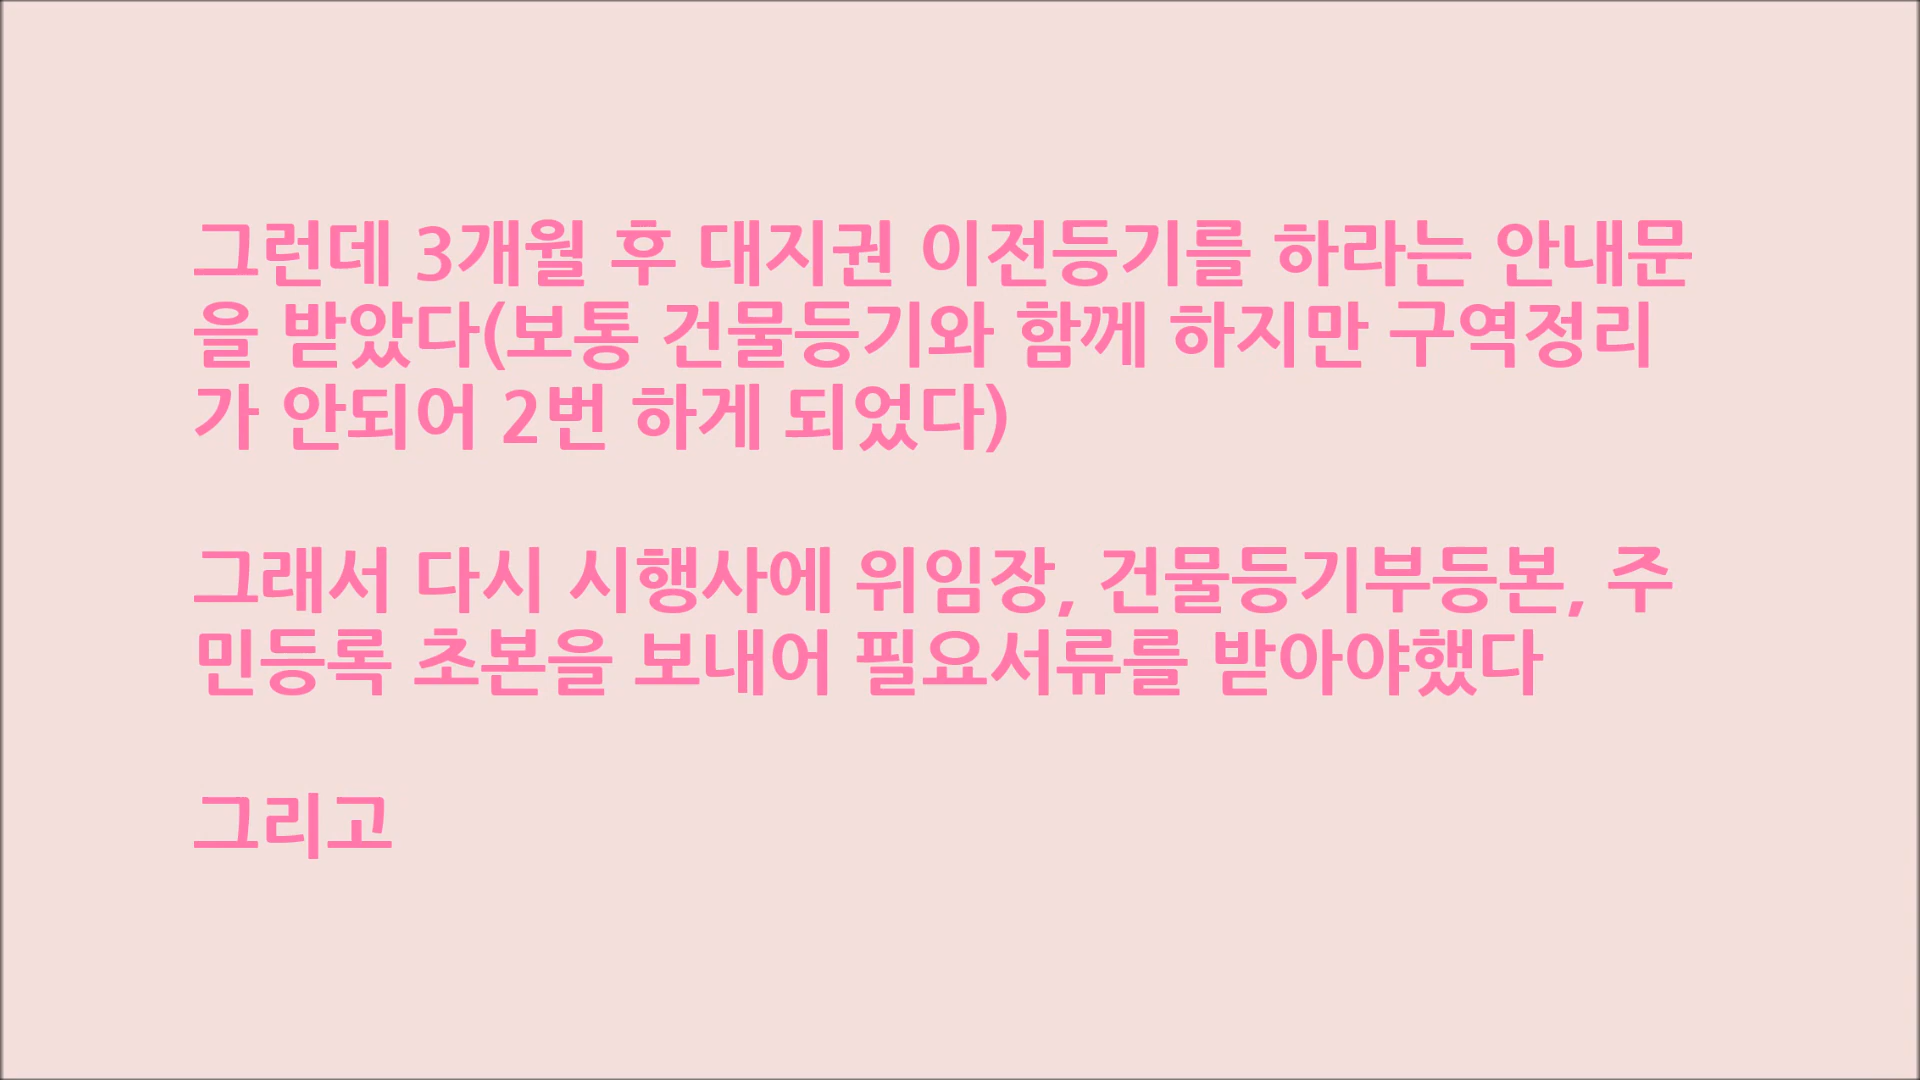 그런데 3개월 후 대지권 이전등기를 하라는 안내문
을 받았다(보통 건물등기와 함께 하지만 구역정리
가 안되어 2번 하게 되었다)
그래서 다시 시행사에 위임장, 건물등기부등본, 주
민등록 초본을 보내어 필요서류를 받아야했다
그리고